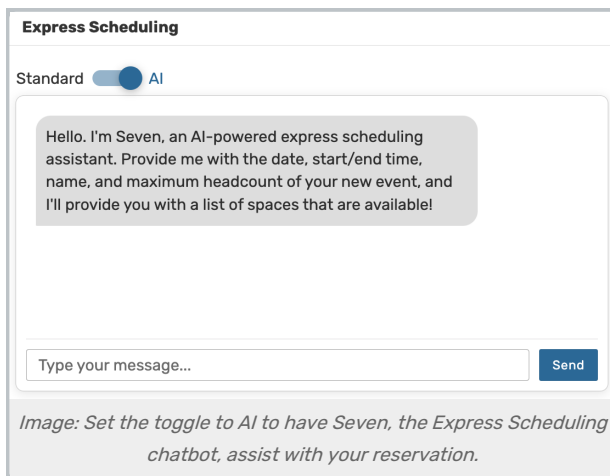 Express Scheduling
Standard AI
Hello. I'm Seven, an AI-powered express scheduling
assistant. Provide me with the date, start/end time,
name, and maximum headcount of your new event, and
I'll provide you with a list of spaces that are available!
Type your message...
Send
Image: Set the toggle to AI to have Seven, the Express Scheduling
chatbot, assist with your reservation.